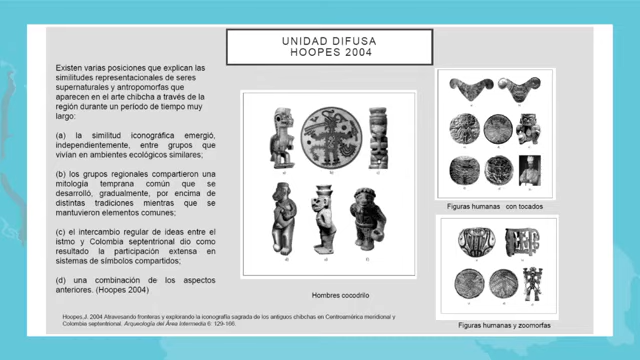 UNIDAD DIFUSA
HOOPES 2004
Existen varias posiciones que explican las
similitudes representacionales de seres
supernaturales y antropomorfas que
aparecen en el arte chibcha a través de la
región durante un período de tiempo muy
largo:
(a) la similitud iconográfica emergió,
independientemente, entre grupos que
vivían en ambientes ecológicos similares;
(b) los grupos regionales compartieron una
mitología temprana común que se
desarrolló, gradualmente, por encima de
distintas tradiciones mientras que se
mantuvieron elementos comunes;
(c) el intercambio regular de ideas entre el
istmo y Colombia septentrional dio como
resultado la participación extensa en
sistemas de símbolos compartidos;
(d) una combinación de los aspectos
anteriores. (Hoopes 2004)
Hombres cocodrilo
Figuras humanas con tocados
Figuras humanas y zoomorfas
Hoopes,J. 2004 Atravesando fronteras y explorando la iconografía sagrada de los antiguos chibchas en Centroamérica meridional y
Colombia septentrional. Arqueología del Área Intermedia 6: 129-166.